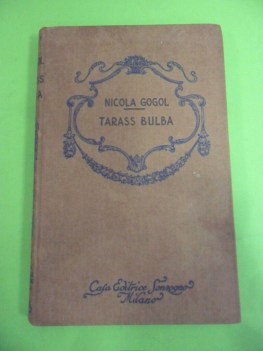 NICOLA GOGOL
TARASS BULBA
Casa Editrice Sonzogno
Milano